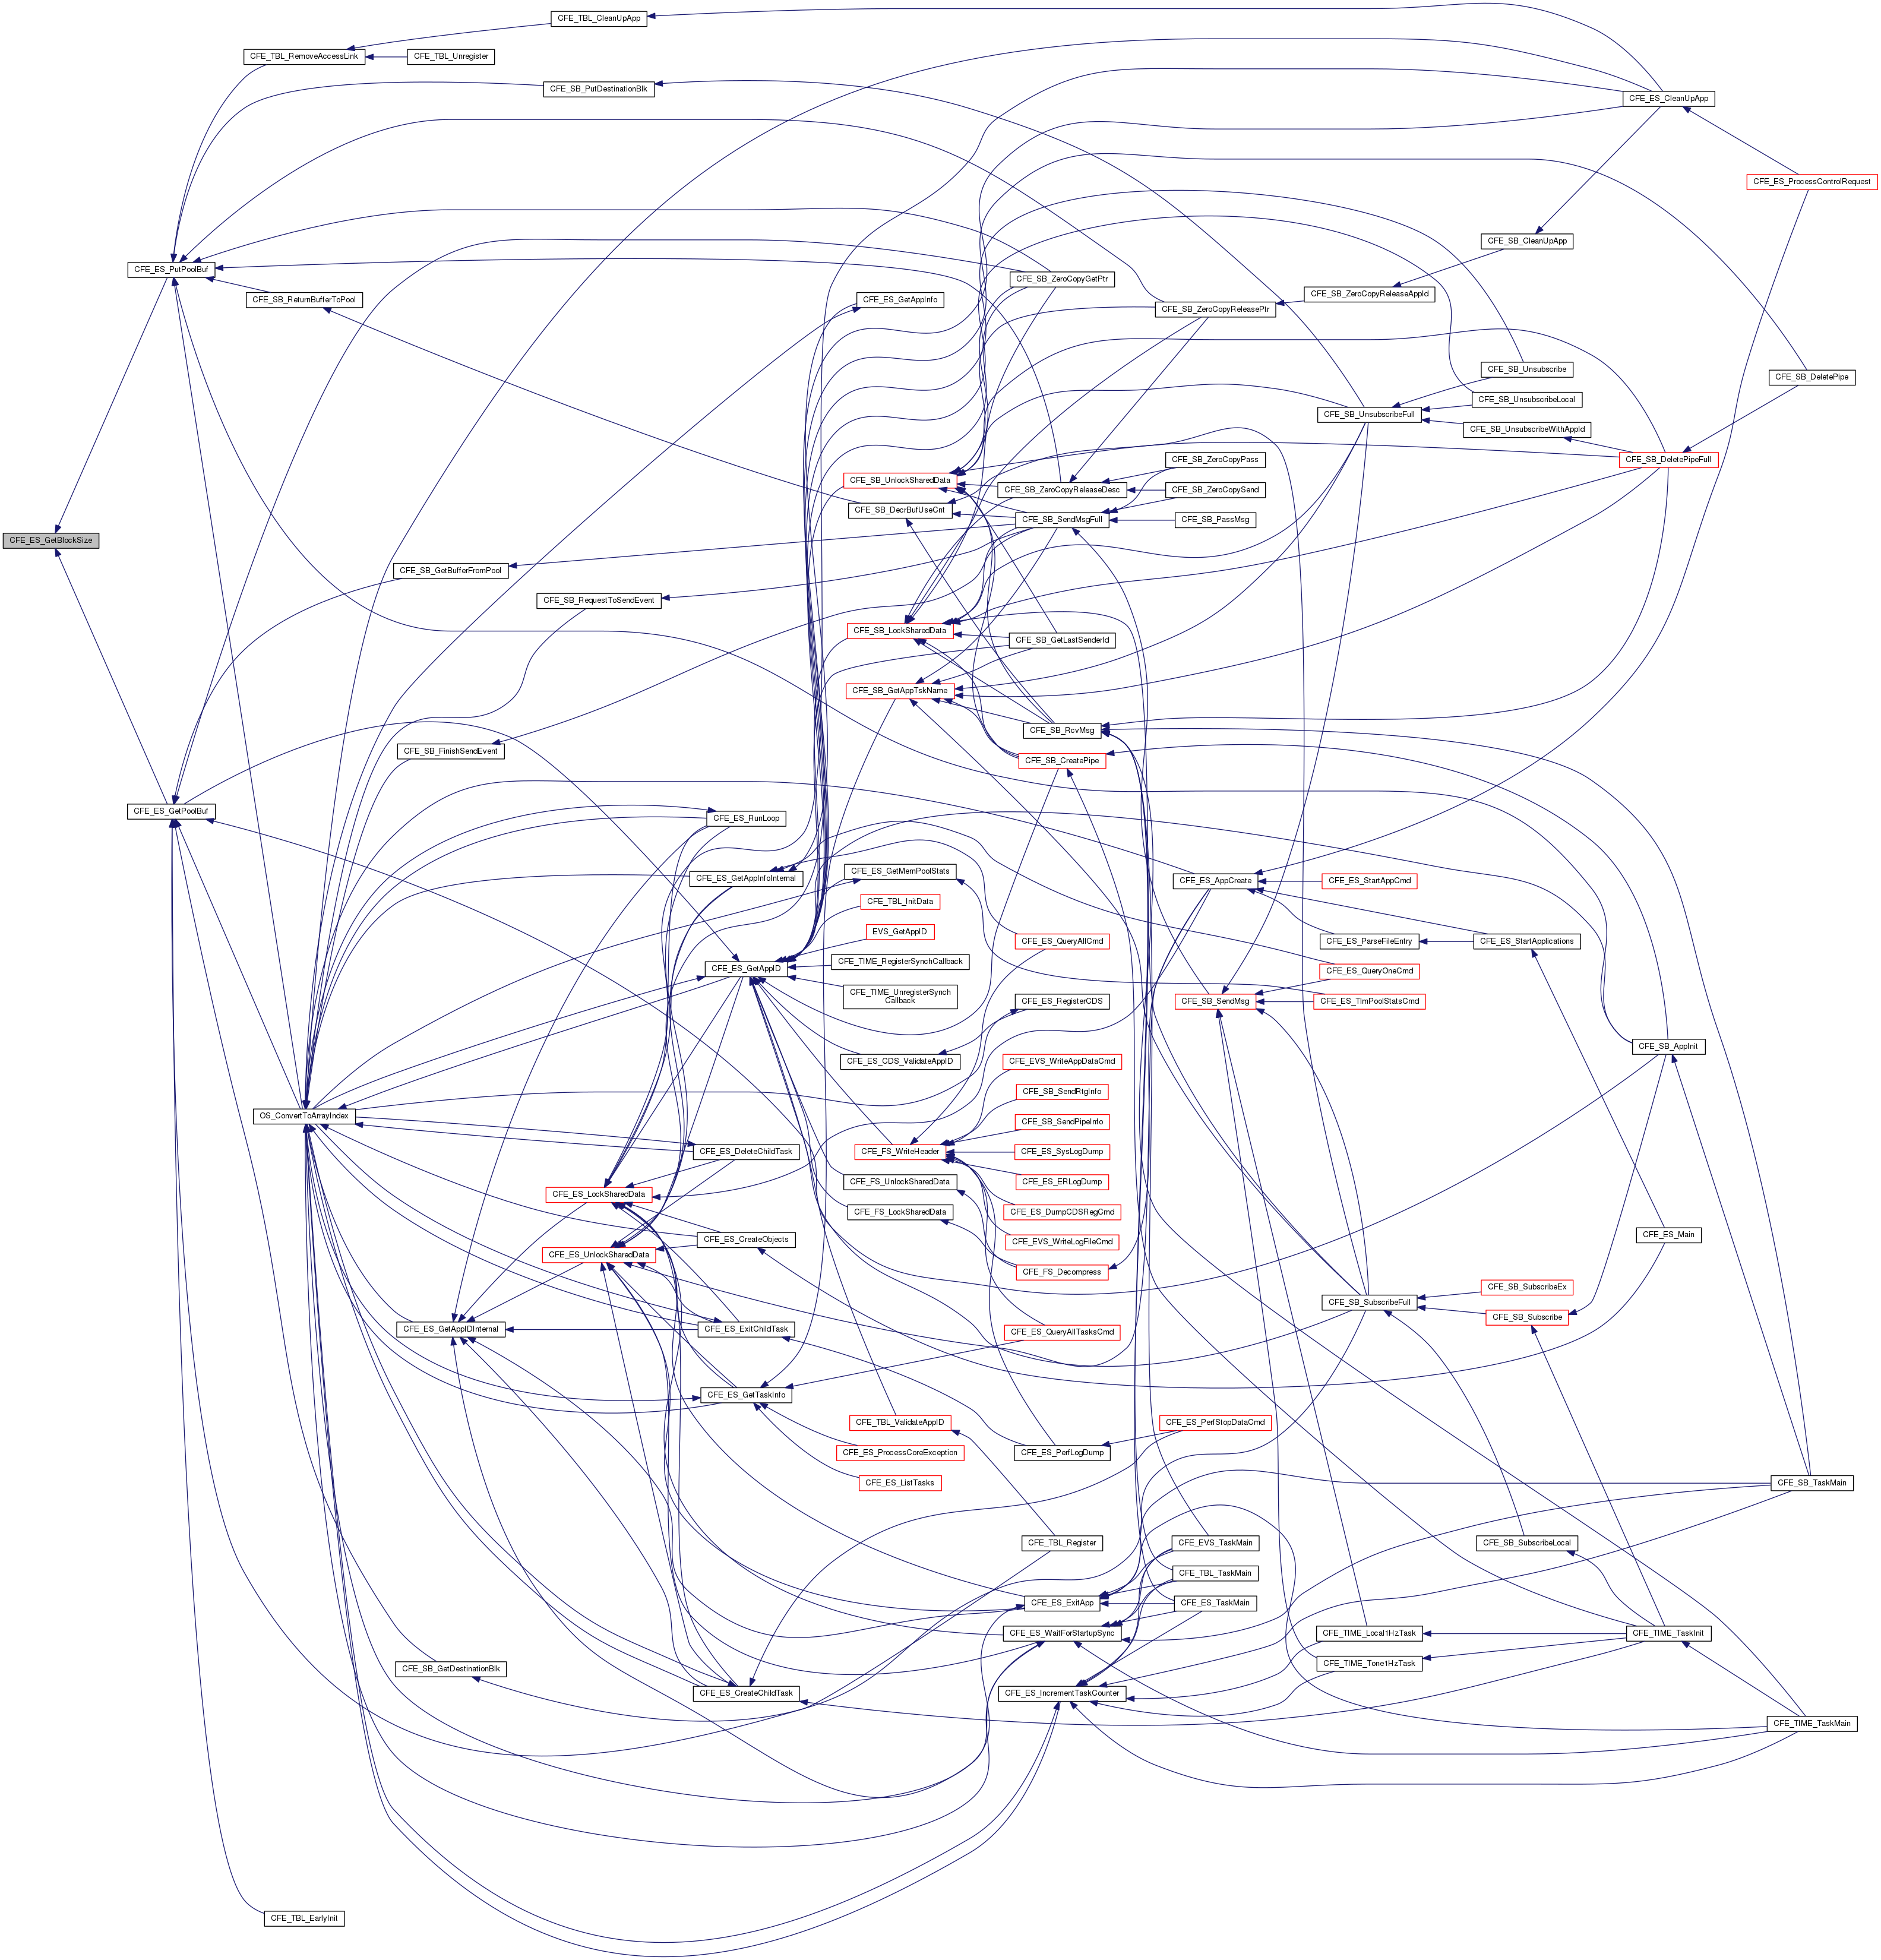 CFE_TBL_CleanUpApp
CFE_TBL_RemoveAccessLink
CFE_TBL_Unregister
CFE_SB_PutDestinationBlk
CFE_ES_CleanUpApp
CFE_ES_ProcessControlRequest
CFE_SB_CleanUpApp
CFE_ES_PutPoolBuf
CFE_SB_ZeroCopyGetPtr
CFE_SB_ReturnBufferToPool
CFE_ES_GetAppInfo
CFE_SB_ZeroCopyReleaseAppId
CFE_SB_ZeroCopyReleasePtr
CFE_SB_Unsubscribe
CFE_SB_DeletePipe
CFE_SB_UnsubscribeLocal
CFE_SB_UnsubscribeFull
CFE_SB_UnsubscribeWithAppId
CFE_SB_ZeroCopyPass
CFE_SB_DeletePipeFull
CFE_SB_UnlockSharedData
CFE_SB_ZeroCopyReleaseDesc
CFE_SB_ZeroCopySend
CFE_SB_DecrBufUseCnt
CFE_SB_SendMsgFull
CFE_SB_PassMsg
CFE_ES_GetBlockSize
CFE_SB_GetBufferFromPool
CFE_SB_RequestToSendEvent
CFE_SB_LockSharedData
CFE_SB_GetLastSenderId
CFE_SB_GetAppTskName
CFE_SB_RcvMsg
CFE_SB_FinishSendEvent
CFE_SB_CreatePipe
CFE_ES_GetPoolBuf
CFE_ES_RunLoop
CFE_ES_GetAppInfoInternal
CFE_ES_GetMemPoolStats
CFE_ES_AppCreate
CFE_ES_StartAppCmd
CFE_TBL_InitData
EVS_GetAppID
CFE_ES_QueryAllCmd
CFE_ES_ParseFileEntry
CFE_ES_StartApplications
CFE_ES_GetAppID
CFE_TIME_RegisterSynchCallback
CFE_ES_QueryOneCmd
CFE_TIME_UnregisterSynch
Callback
CFE_ES_RegisterCDS
CFE_SB_SendMsg
CFE_ES_TlmPoolStatsCmd
CFE_SB_AppInit
CFE_ES_CDS_ValidateAppID
CFE_EVS_WriteAppDataCmd
CFE_SB_SendRtgInfo
OS_ConvertToArrayIndex
CFE_SB_SendPipeInfo
CFE_ES_DeleteChildTask
CFE_FS_WriteHeader
CFE_ES_SysLogDump
CFE_FS_UnlockSharedData
CFE_ES_ERLogDump
CFE_ES_LockSharedData
CFE_FS_LockSharedData
CFE_ES_DumpCDSRegCmd
CFE_ES_Main
CFE_ES_CreateObjects
CFE_EVS_WriteLogFileCmd
CFE_ES_UnlockSharedData
CFE_FS_Decompress
CFE_SB_SubscribeEx
CFE_SB_SubscribeFull
CFE_SB_Subscribe
CFE_ES_GetAppIDInternal
CFE_ES_ExitChildTask
CFE_ES_QueryAllTasksCmd
CFE_ES_GetTaskInfo
CFE_TBL_ValidateAppID
CFE_ES_PerfStopDataCmd
CFE_ES_ProcessCoreException
CFE_ES_PerfLogDump
CFE_ES_ListTasks
CFE_SB_TaskMain
CFE_TBL_Register
CFE_EVS_TaskMain
CFE_SB_SubscribeLocal
CFE_TBL_TaskMain
CFE_ES_ExitApp
CFE_ES_TaskMain
CFE_ES_WaitForStartupSync
CFE_TIME_Local1HzTask
CFE_TIME_TaskInit
CFE_SB_GetDestinationBlk
CFE_TIME_Tone1HzTask
CFE_ES_CreateChildTask
CFE_ES_IncrementTaskCounter
CFE_TIME_TaskMain
CFE_TBL_EarlyInit